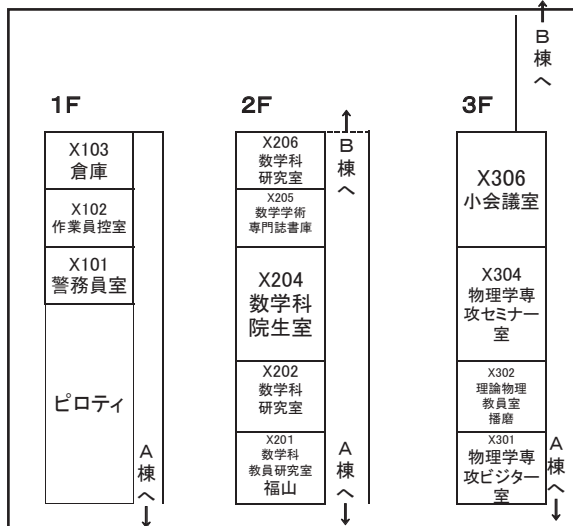 B
棟
へ
1F
2F
3F
X103
倉庫
X102
作業員控室
X101
警務員室
ピロティ
A
棟
へ
X206
数学科
研究室
X205
数学学術
専門誌書庫
X204
数学科
院生室
X202
数学科
研究室
X201
数学科
教員研究室
福山
B
棟
へ
A
棟
へ
X306
小会議室
X304
物理学専
攻セミナー
室
X302
理論物理
教員室
播磨
X301
物理学専
攻ビジター
室
A
棟
へ